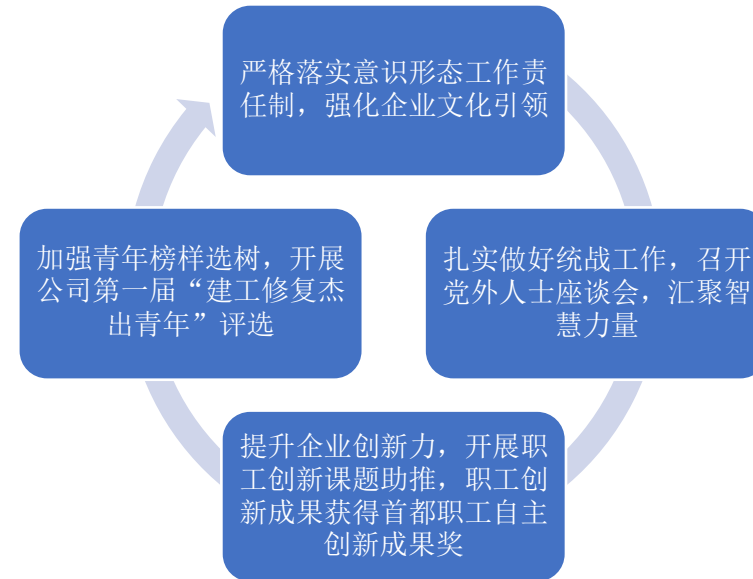 严格落实意识形态工作责
任制，强化企业文化引领
加强青年榜样选树，开展
公司第一届“建工修复杰
出青年”评选
扎实做好统战工作，召开
党外人士座谈会，汇聚智
慧力量
提升企业创新力，开展职
工创新课题助推，职工创
新成果获得首都职工自主
创新成果奖